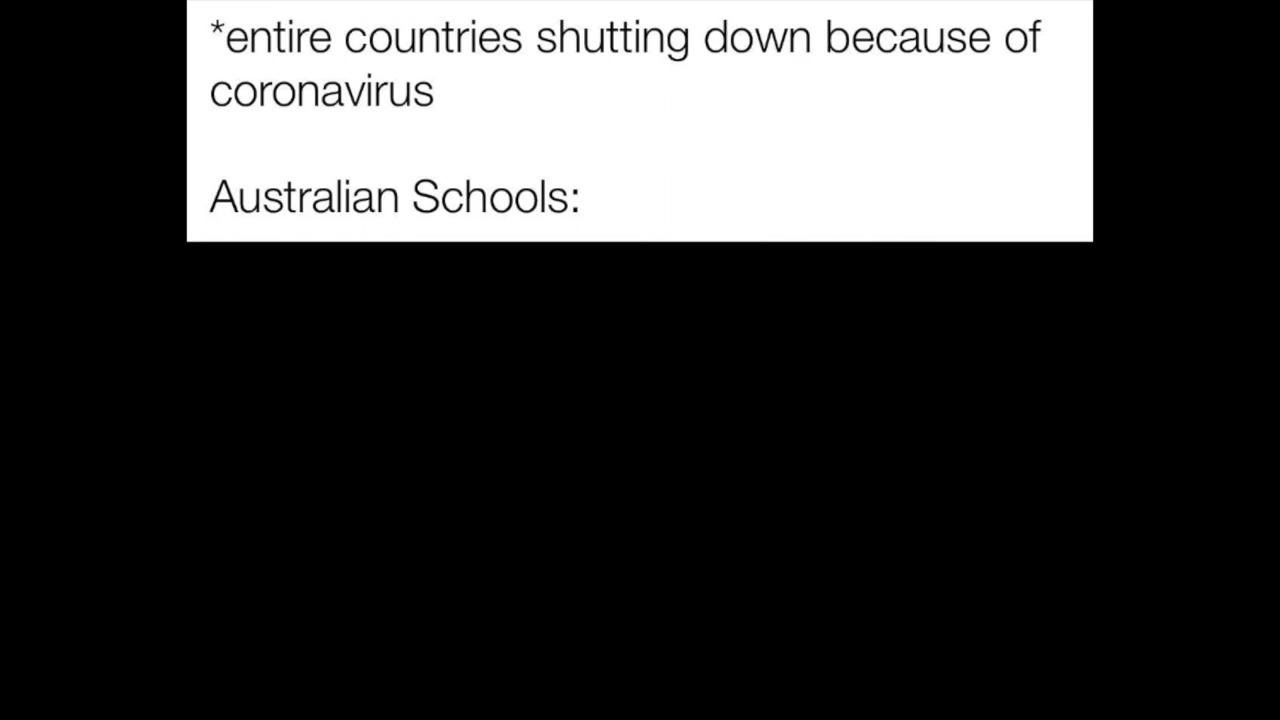 *entire countries shutting down because of
coronavirus
Australian Schools: